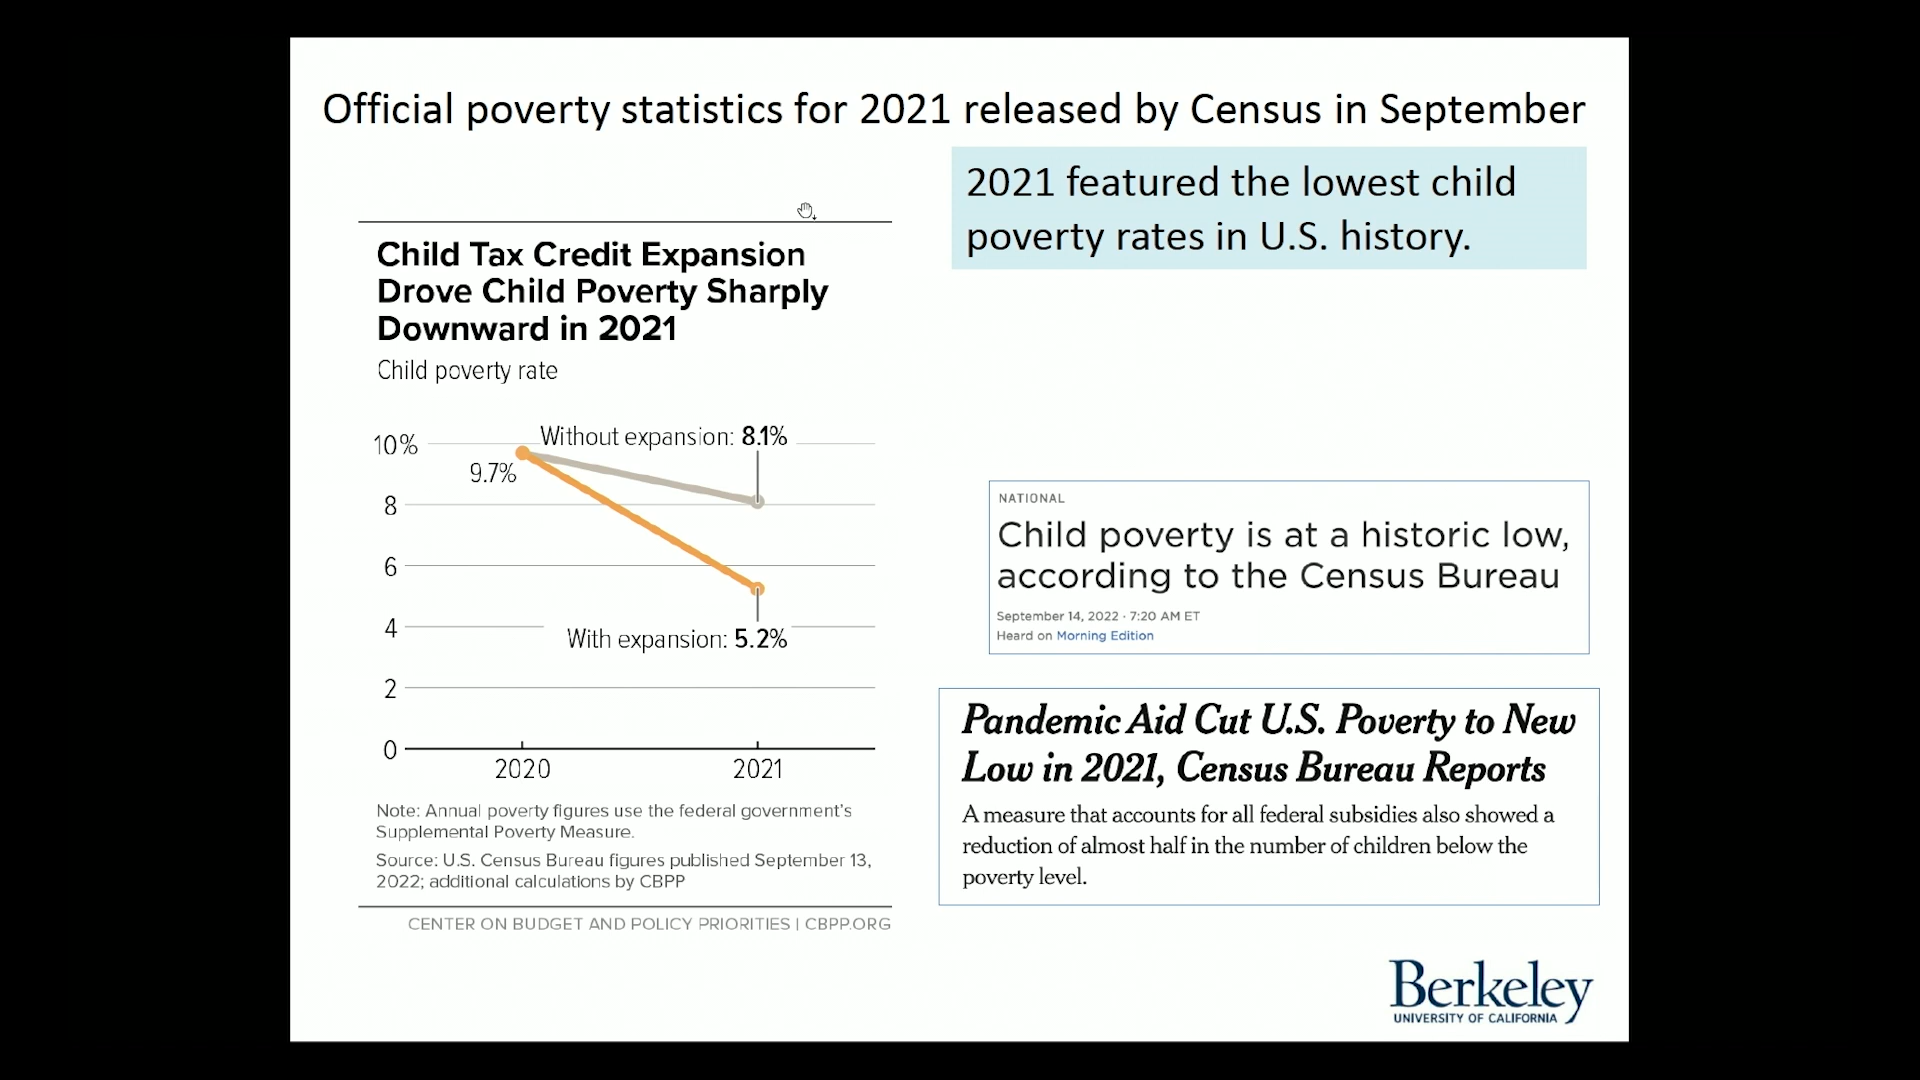 Official poverty statistics for 2021 released by Census in September
2021 featured the lowest child
poverty rates in U.S. history.
Child Tax Credit Expansion
Drove Child Poverty Sharply
Downward in 2021
Child poverty rate
Without expansion: 8.1%
10%
9.7%
8
6
4
With expansion: 5.2%
2
0
2020 2021
Note: Annual poverty figures use the federal government's
Supplemental Poverty Measure.
Source: U.S. Census Bureau figures published September 13,
2022; additional calculations by CBPP
CENTER ON BUDGET AND POLICY PRIORITIES | CBPP.ORG
NATIONAL
Child poverty is at a historic low,
according to the Census Bureau
September 14, 2022 · 7:20 AM ET
Heard on Morning Edition
Pandemic Aid Cut U.S. Poverty to New
Low in 2021, Census Bureau Reports
A measure that accounts for all federal subsidies also showed a
reduction of almost half in the number of children below the
poverty level.
Berkeley
UNIVERSITY OF CALIFORNIA